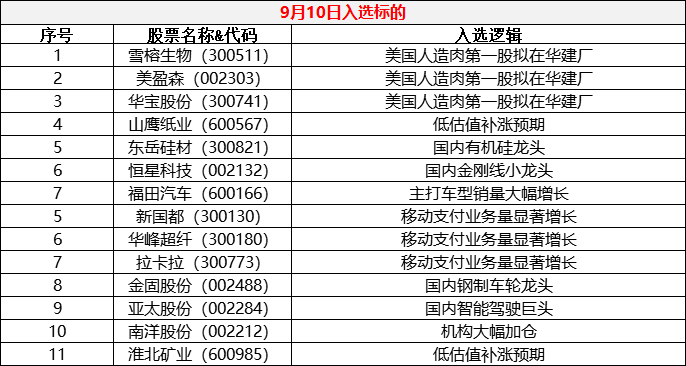 9月10日入选标的
序号 股票名称&代码 入选逻辑
1 雪榕生物（300511） 美国人造肉第一股拟在华建厂
2 美盈森（002303） 美国人造肉第一股拟在华建厂
3 华宝股份（300741） 美国人造肉第一股拟在华建厂
4 山鹰纸业（600567） 低估值补涨预期
5 东岳硅材（300821） 国内有机硅龙头
6 恒星科技（002132） 国内金刚线小龙头
7 福田汽车（600166） 主打车型销量大幅增长
5 新国都（300130） 移动支付业务量显著增长
6 华峰超纤（300180） 移动支付业务量显著增长
7 拉卡拉（300773） 移动支付业务量显著增长
8 金固股份（002488） 国内钢制车轮龙头
9 亚太股份（002284） 国内智能驾驶巨头
10 南洋股份（002212） 机构大幅加仓
11 淮北矿业（600985） 低估值补涨预期